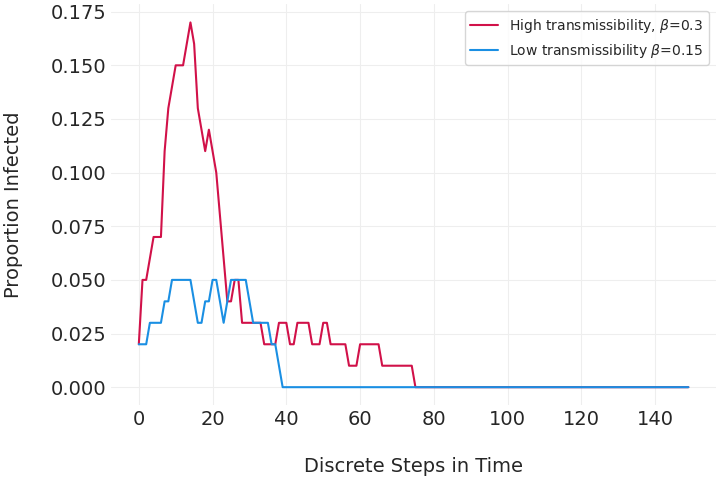 0.175
0.150
0.125
0.100
0.075
0.050
0.025
0.000
Proportion Infected
High transmissibility, β=0.3
Low transmissibility β=0.15
0 20 40 60 80 100 120 140
Discrete Steps in Time